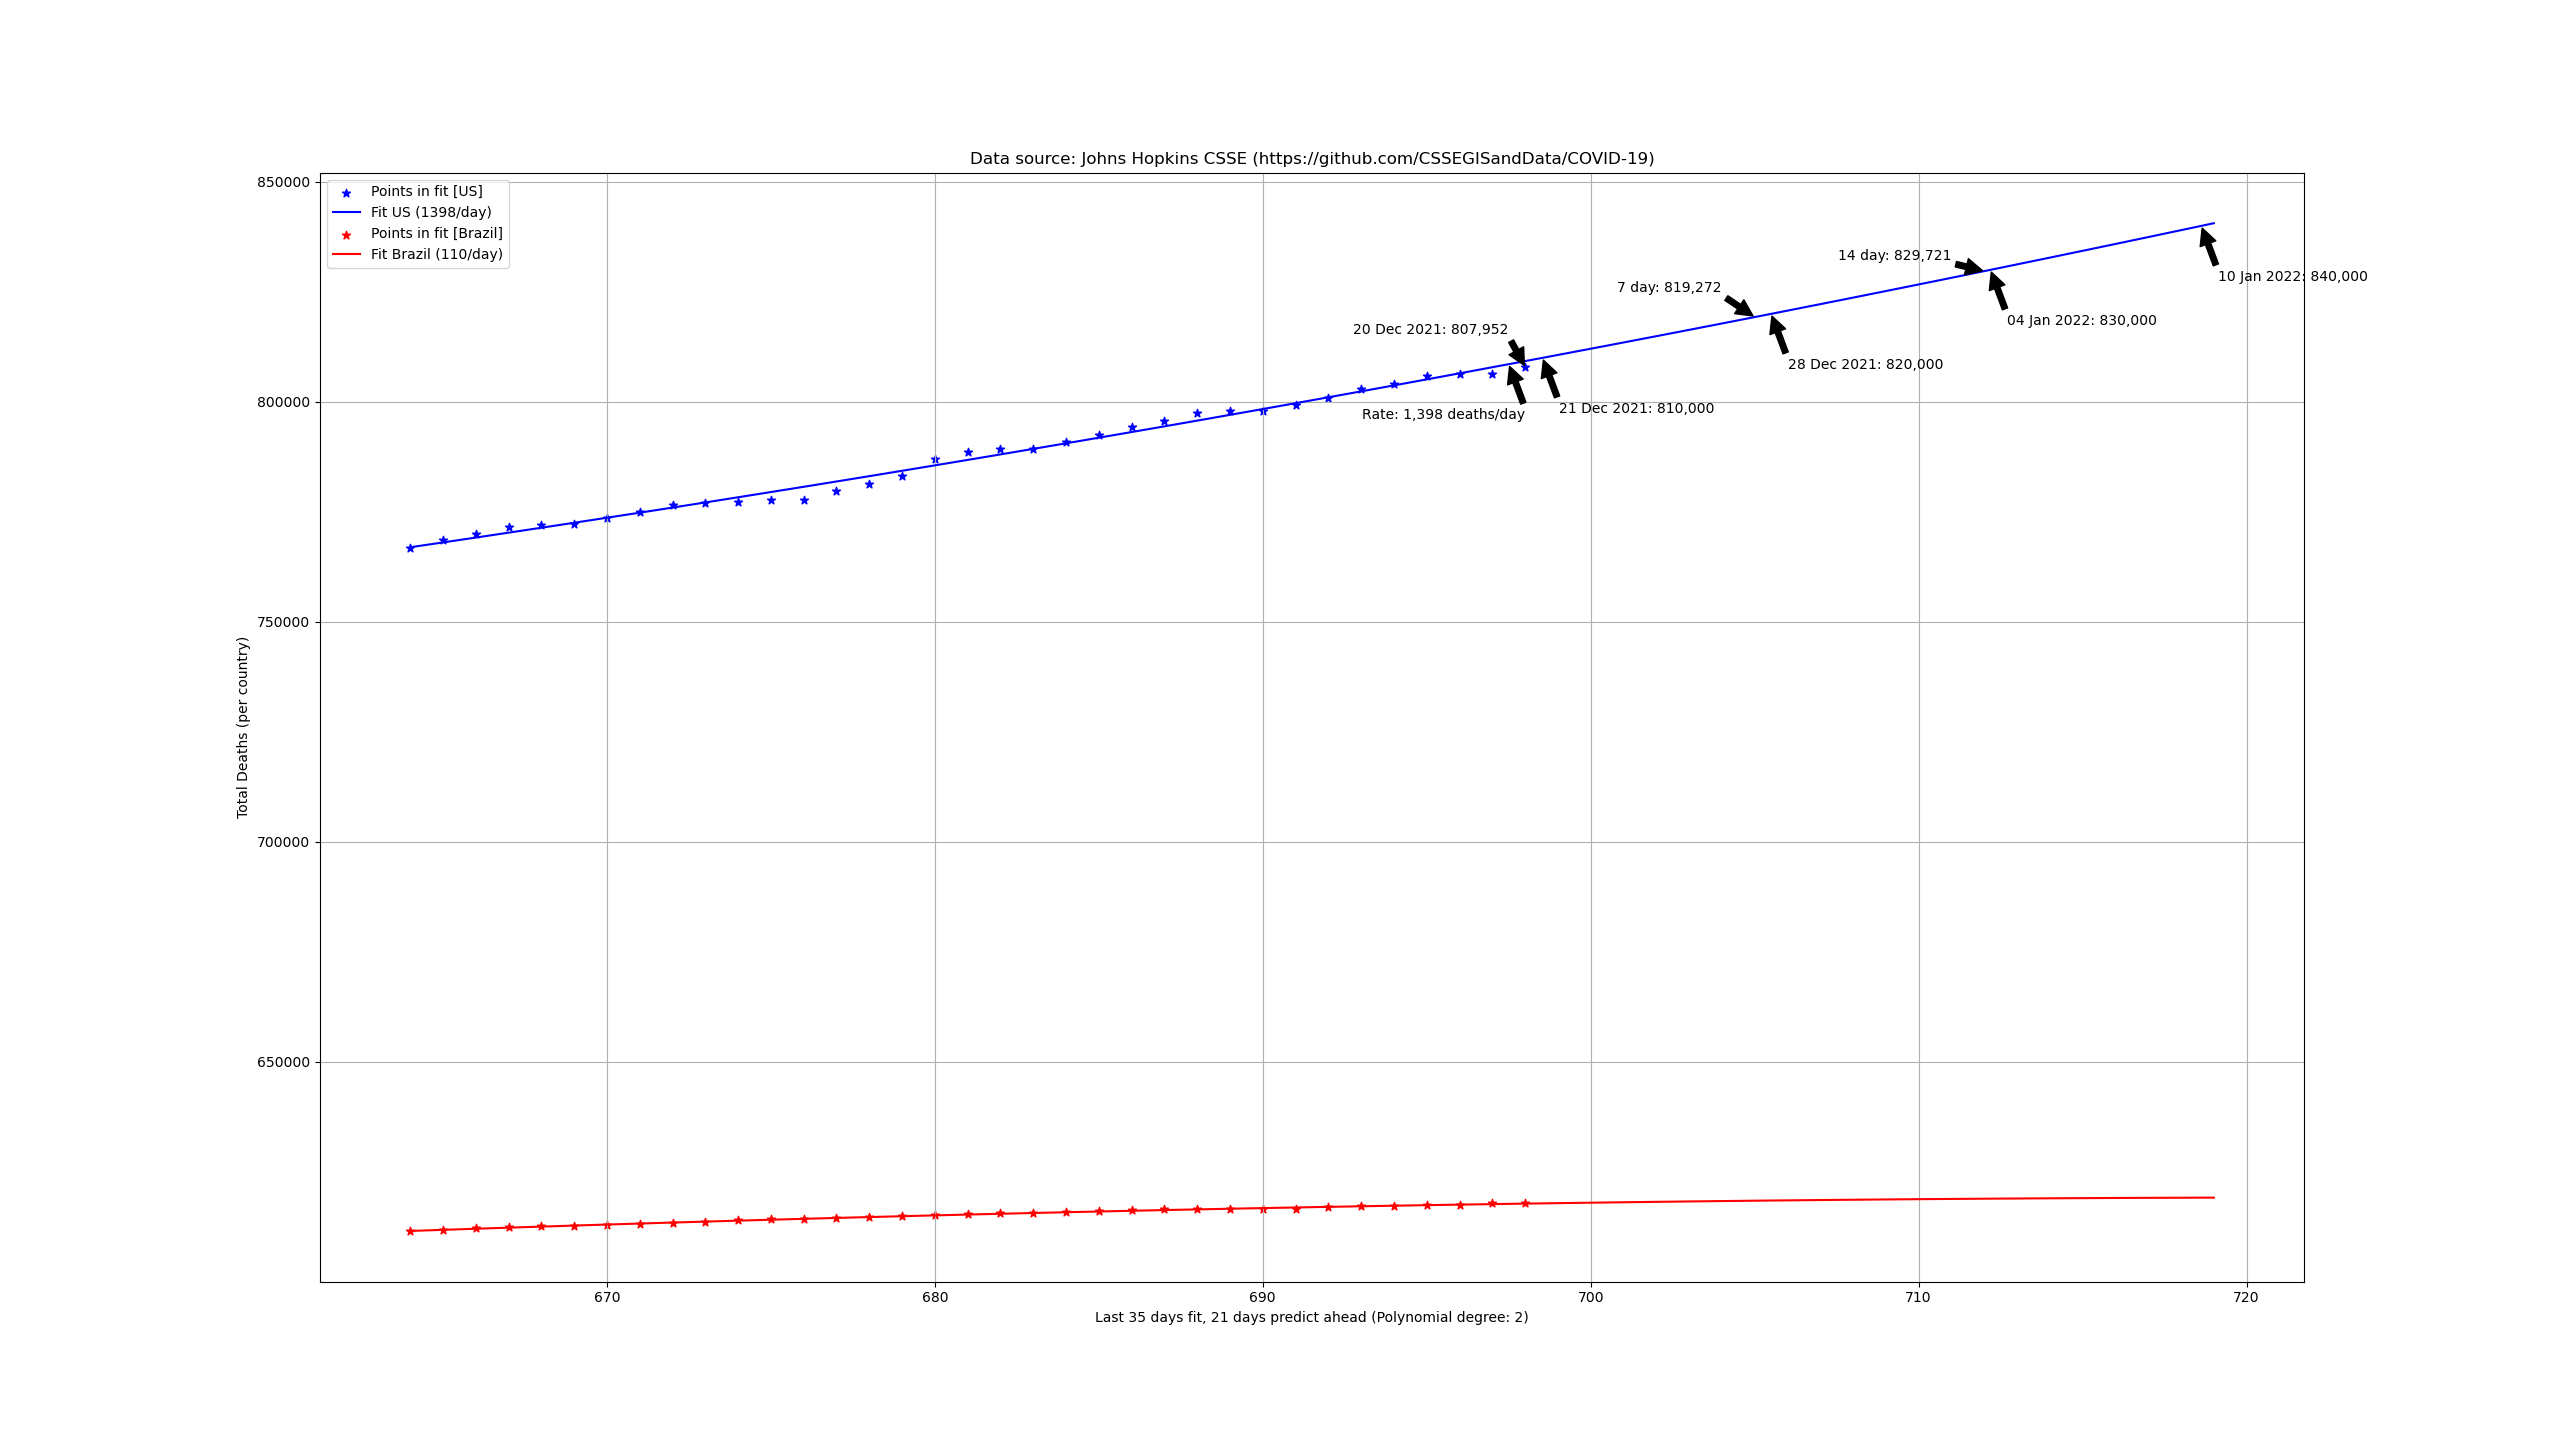 Data source: Johns Hopkins CSSE (https://github.com/CSSEGISandData/COVID-19)
Points in fit [US]
Fit US (1398/day)
Points in fit [Brazil]
Fit Brazil (110/day)
850000
800000
750000
700000
650000
Total Deaths (per country)
14 day: 829,721
10 Jan 2022: 840,000
7 day: 819,272
04 Jan 2022: 830,000
20 Dec 2021: 807,952
28 Dec 2021: 820,000
21 Dec 2021: 810,000
Rate: 1,398 deaths/day
670 680 690 700 710 720
Last 35 days fit, 21 days predict ahead (Polynomial degree: 2)